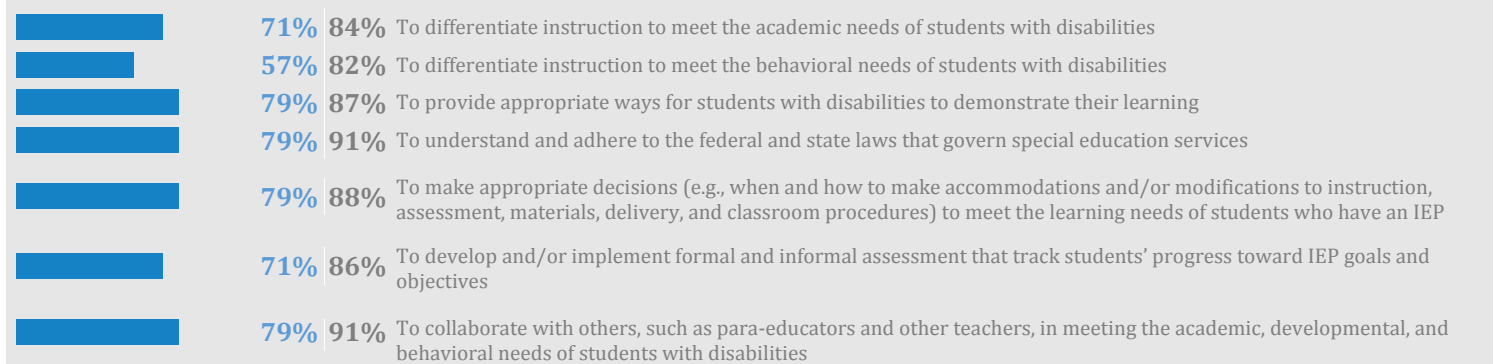 71% 84% To differentiate instruction to meet the academic needs of students with disabilities
57% 82% To differentiate instruction to meet the behavioral needs of students with disabilities
79% 87% To provide appropriate ways for students with disabilities to demonstrate their learning
79% 91% To understand and adhere to the federal and state laws that govern special education services
79% 88% To make appropriate decisions (e.g., when and how to make accommodations and/or modifications to instruction,
assessment, materials, delivery, and classroom procedures) to meet the learning needs of students who have an IEP
71% 86% To develop and/or implement formal and informal assessment that track students’ progress toward IEP goals and
objectives
79% 91% To collaborate with others, such as para-educators and other teachers, in meeting the academic, developmental, and
behavioral needs of students with disabilities